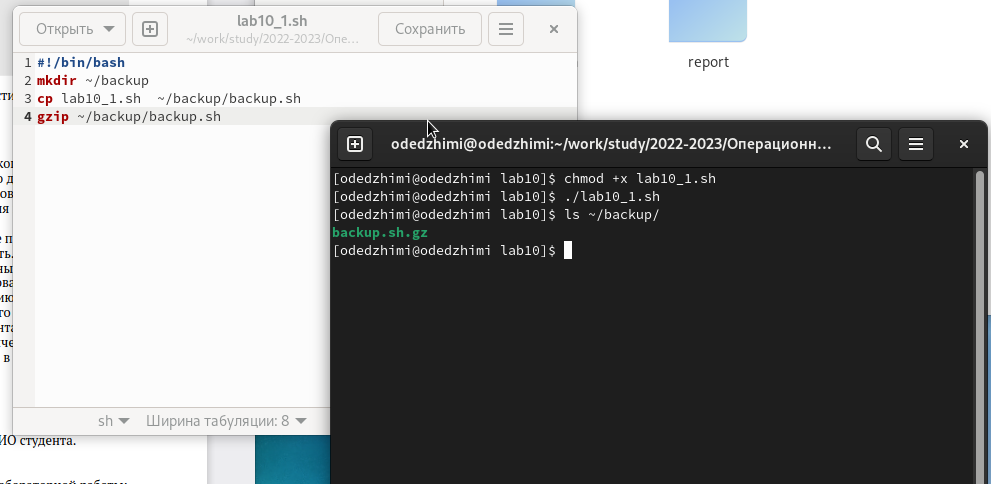 Открыть
lab10_1.sh
~/work/study/2022-2023/Опе...
Сохранить
1 #!/bin/bash
2 mkdir ~/backup
3 cp lab10_1.sh  ~/backup/backup.sh
4 gzip ~/backup/backup.sh
sh
Ширина табуляции: 8
report
odedzhimi@odedzhimi:~/work/study/2022-2023/Операционн...
[odedzhimi@odedzhimi lab10]$ chmod +x lab10_1.sh
[odedzhimi@odedzhimi lab10]$ ./lab10_1.sh
[odedzhimi@odedzhimi lab10]$ ls ~/backup/
backup.sh.gz
[odedzhimi@odedzhimi lab10]$
ИО студента.